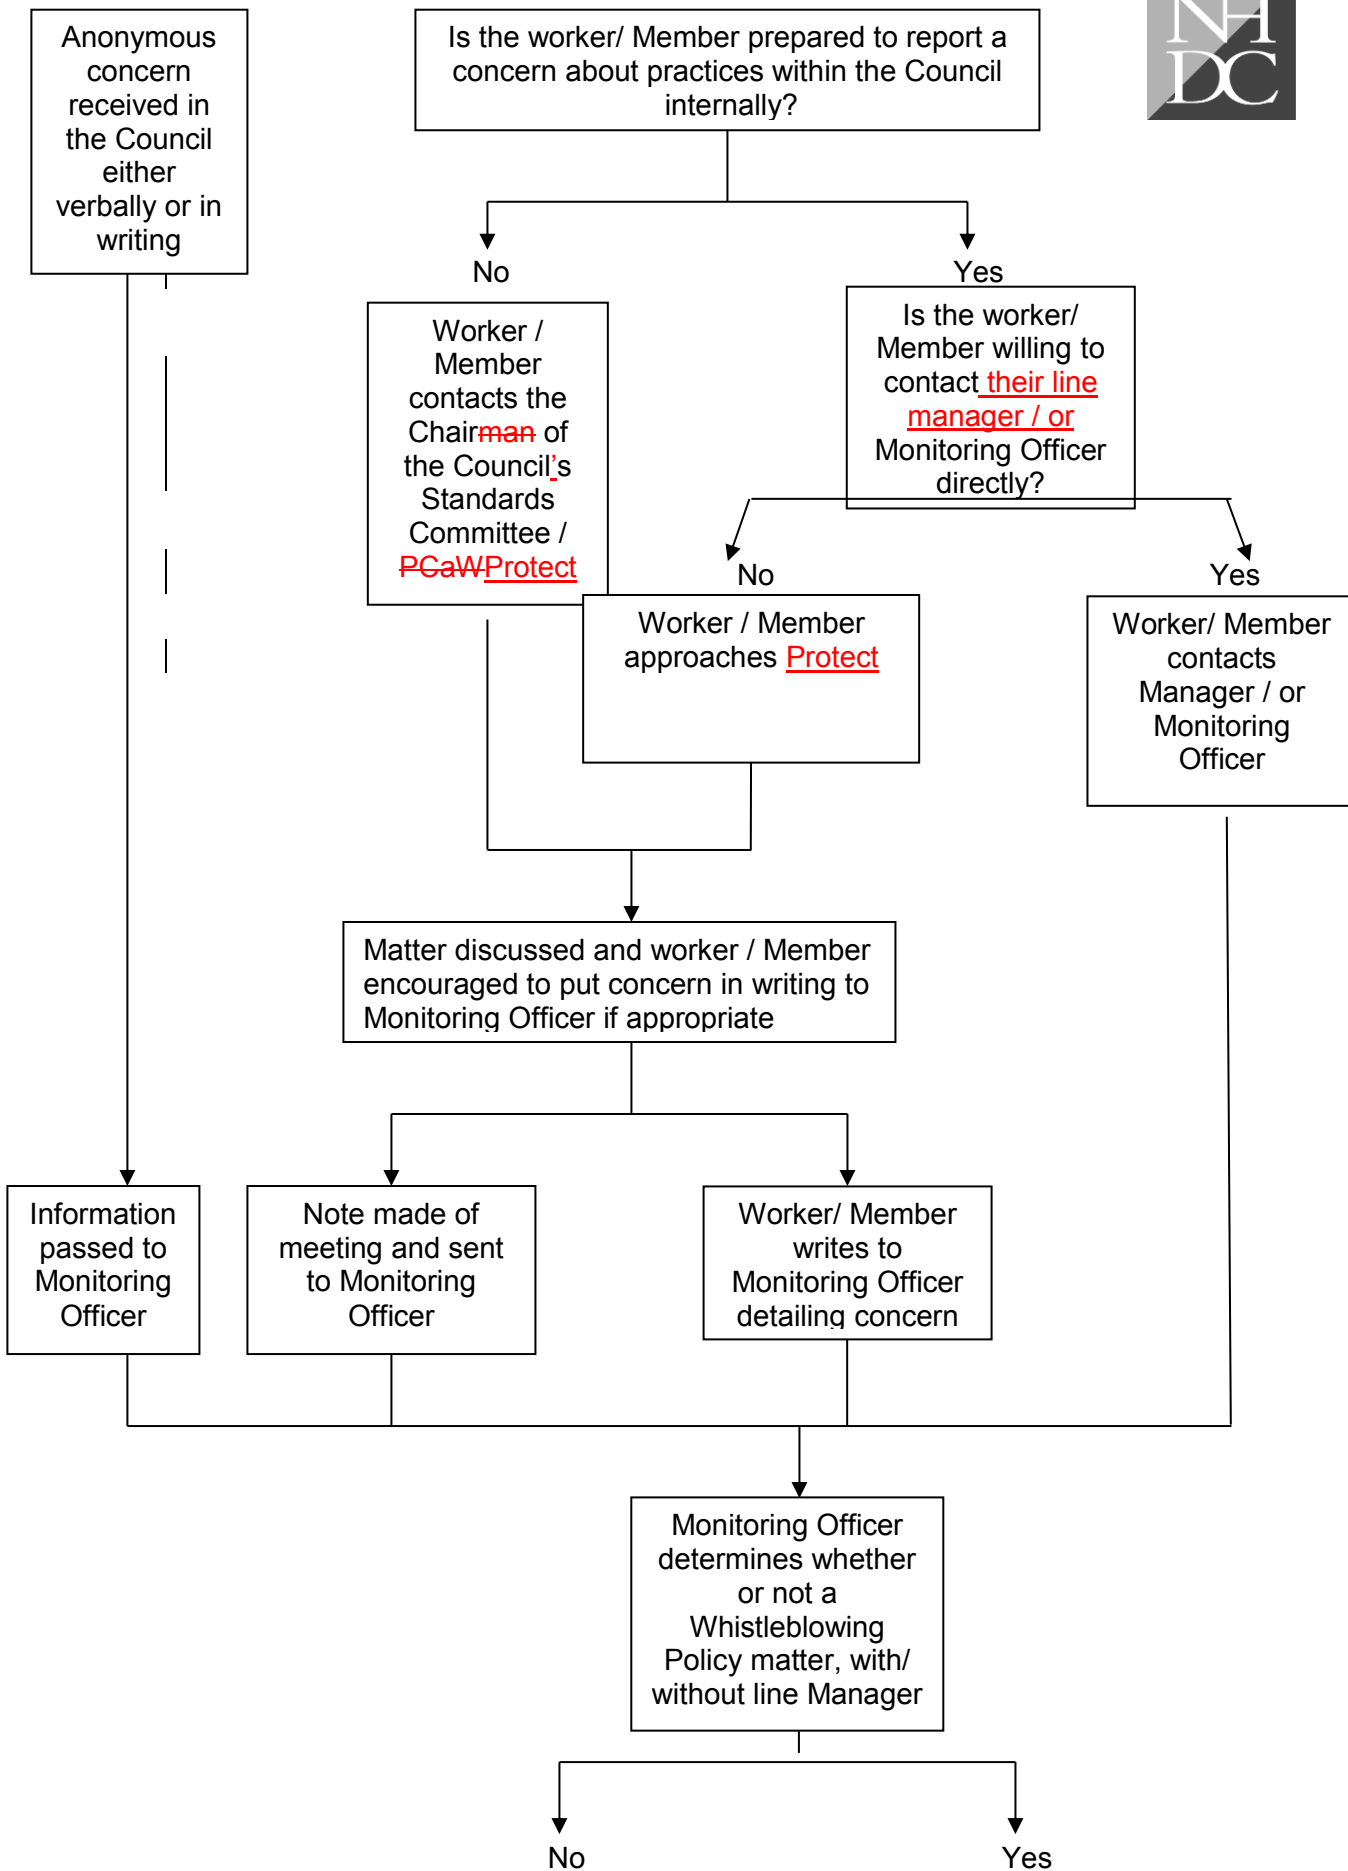 Anonymous
concern
received in
the Council
either
verbally or in
writing
Is the worker/ Member prepared to report a
concern about practices within the Council
internally?
NH
DC
No
Yes
Worker /
Member
contacts the
Chairman of
the Council's
Standards
Committee /
PCaWProtect
Is the worker/
Member willing to
contact their line
manager / or
Monitoring Officer
directly?
No
Yes
Worker / Member
approaches Protect
Worker/ Member
contacts
Manager / or
Monitoring
Officer
Matter discussed and worker / Member
encouraged to put concern in writing to
Monitoring Officer if appropriate
Information
passed to
Monitoring
Officer
Note made of
meeting and sent
to Monitoring
Officer
Worker/ Member
writes to
Monitoring Officer
detailing concern
Monitoring Officer
determines whether
or not a
Whistleblowing
Policy matter, with/
without line Manager
No
Yes